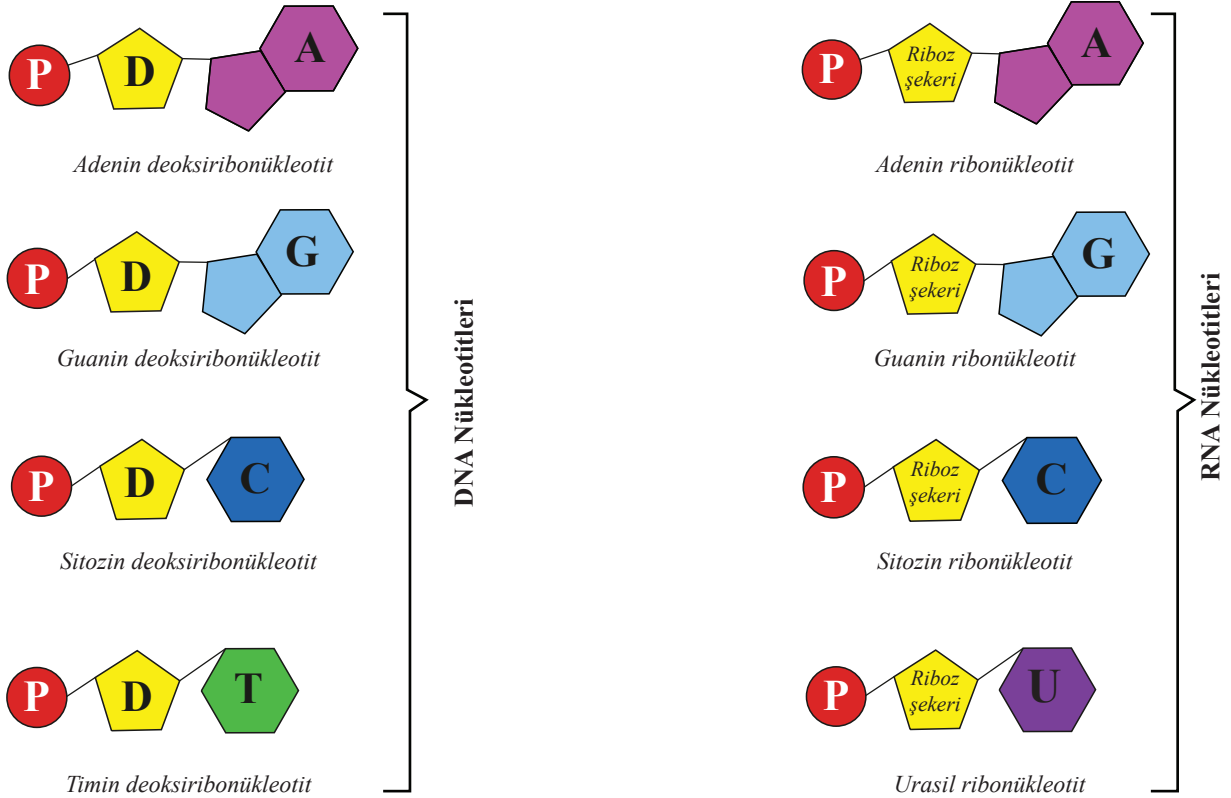 P D A
Adenin deoksiribonükleotit
P D G
Guanin deoksiribonükleotit
P D C
Sitozin deoksiribonükleotit
P D T
Timin deoksiribonükleotit
DNA Nükleotitleri
P Riboz A
şekeri
Adenin ribonükleotit
P Riboz G
şekeri
Guanin ribonükleotit
P Riboz C
şekeri
Sitozin ribonükleotit
P Riboz U
şekeri
Urasil ribonükleotit
RNA Nükleotitleri